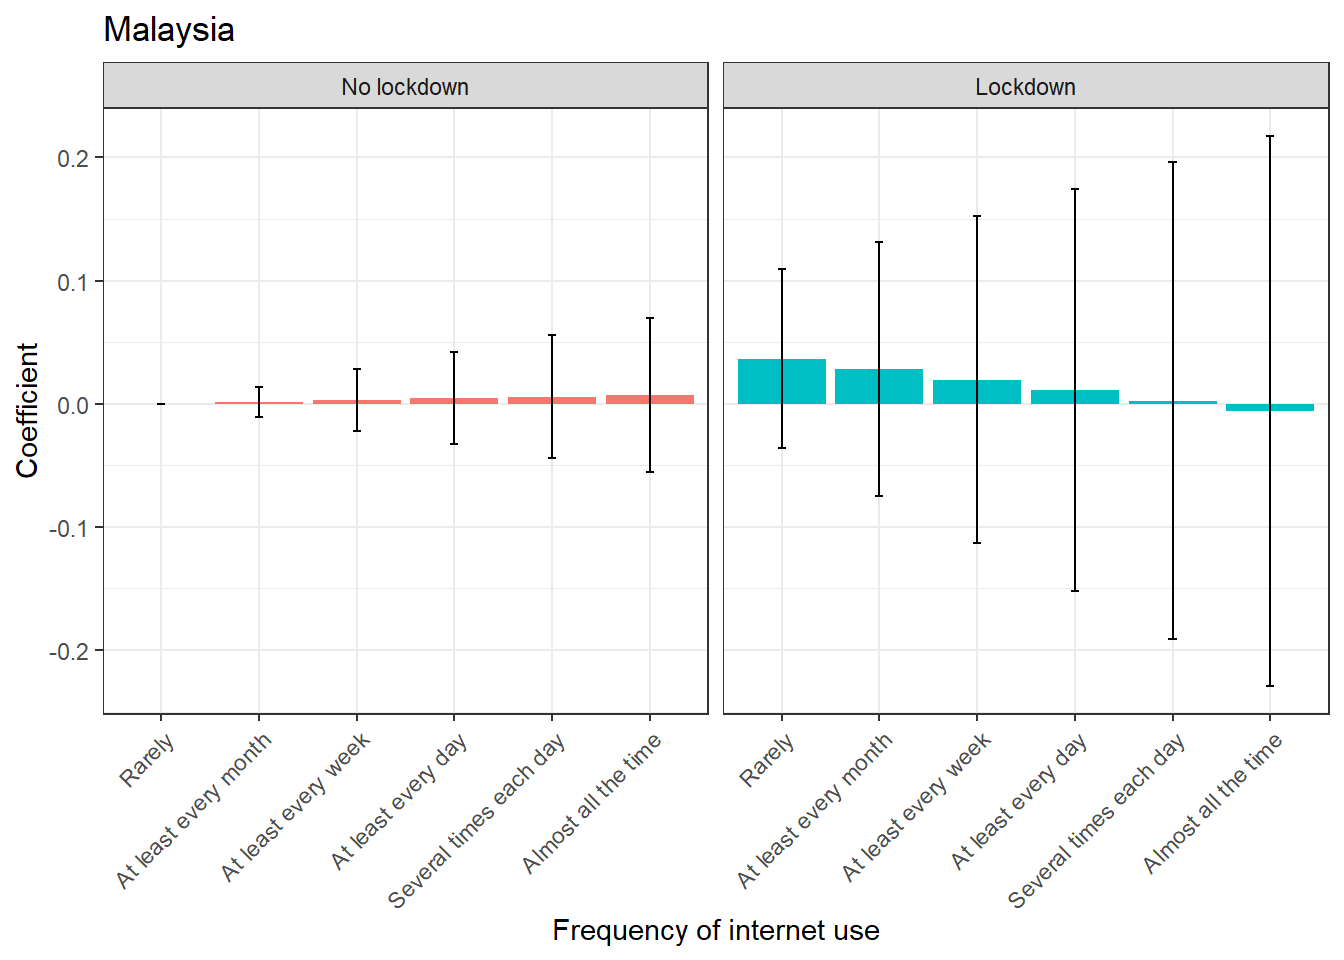 Malaysia
No lockdown
Lockdown
Coefficient
0.2
0.1
0.0
-0.1
-0.2
Rarely
At least every month
At least every week
At least every day
Several times each day
Almost all the time
Rarely
At least every month
At least every week
At least every day
Several times each day
Almost all the time
Frequency of internet use